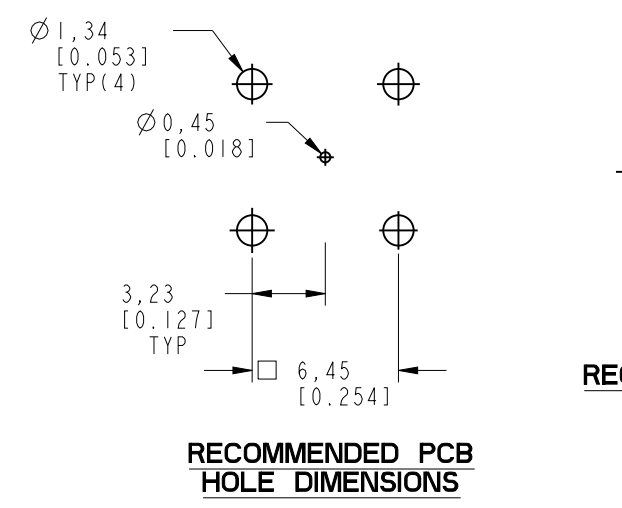 Ø1,34
[0.053]
TYP(4)
Ø0,45
[0.018]
3,23
[0.127]
TYP
□ 6,45
[0.254]
RECOMMENDED PCB
HOLE DIMENSIONS